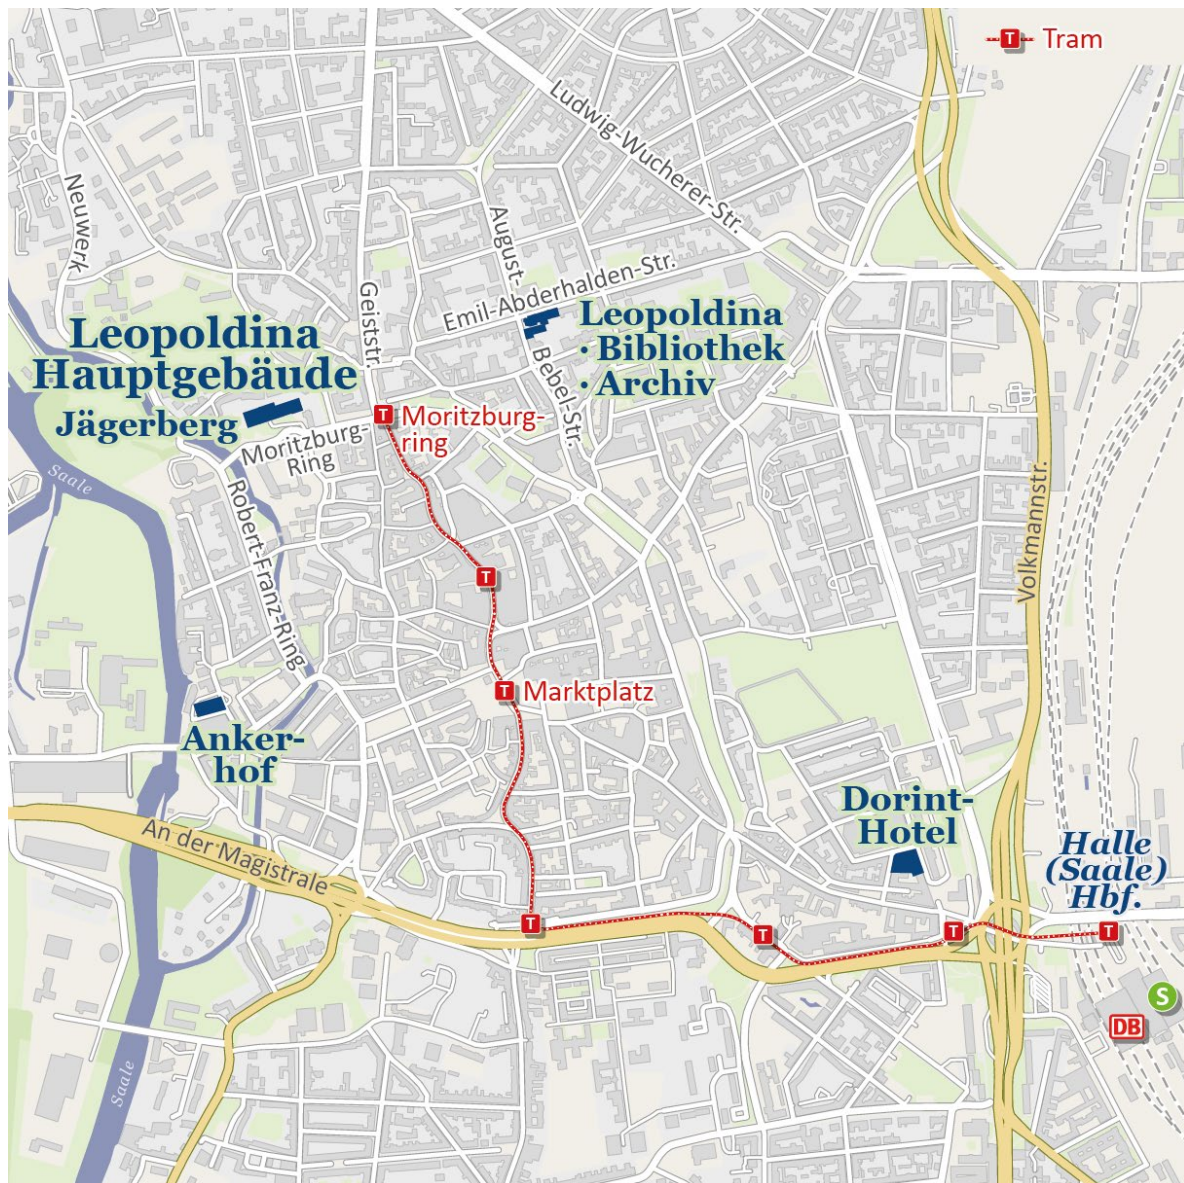 T Tram
Ludwig-Wucherer-Str.
Neuwerk
August-
Bebel-Str.
Geiststr.
Emil-Abderhalden-Str.
Leopoldina
Hauptgebäude
Jägerberg
Leopoldina
· Bibliothek
· Archiv
T Moritzburg-
ring
Moritzburg-
Ring
Saale
Robert-Franz-Ring
Volkmannstr.
T
T Marktplatz
Anker-
hof
An der Magistrale
Dorint-
Hotel
Halle
(Saale)
Hbf.
T
T
T
T
S
DB
Saale